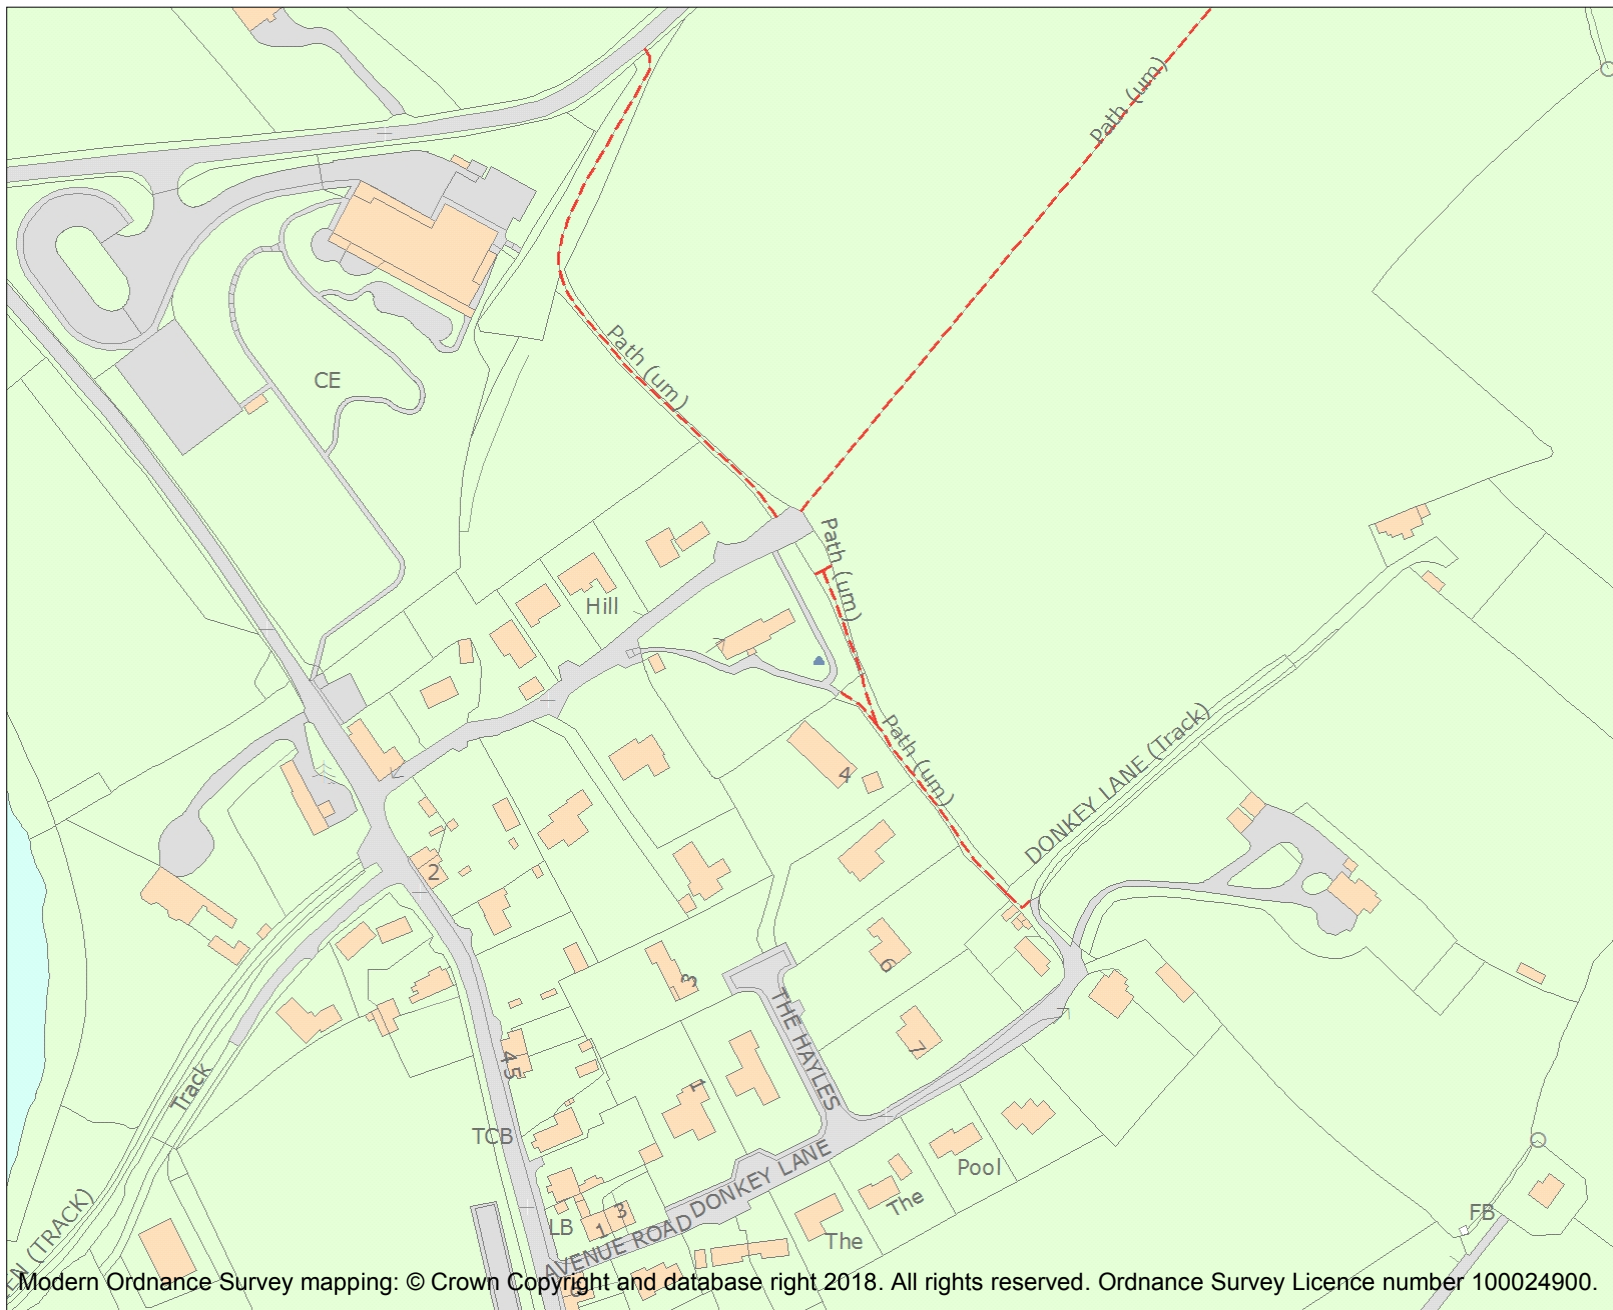 Path (um)
Path (um)
CE
Path (um)
Hill
Path (um)
DONKEY LANE (Track)
4
2
6
3
THE HAYLES
7
4 5
Track
1
TCB
DONKEY LANE
Pool
The
The
3
1
LB
AVENUE ROAD
FB
EN (TRACK)
Modern Ordnance Survey mapping: © Crown Copyright and database right 2018. All rights reserved. Ordnance Survey Licence number 100024900.